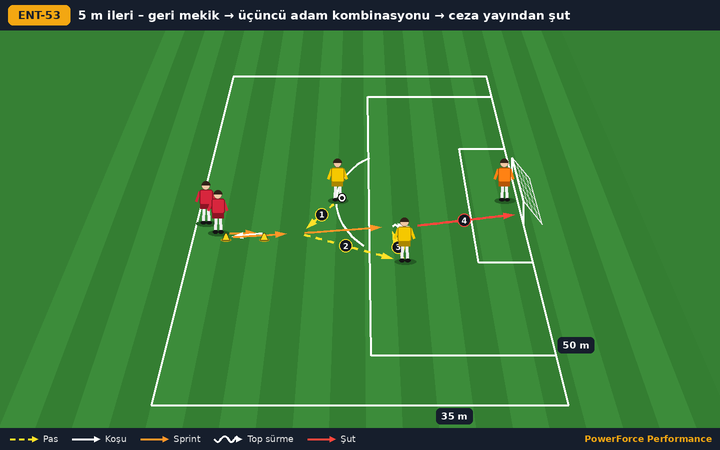 ENT-53 5 m ileri – geri mekik → üçüncü adam kombinasyonu → ceza yayından şut
1
2
3
4
50 m
35 m
Pas Koşu Sprint Top sürme Şut PowerForce Performance